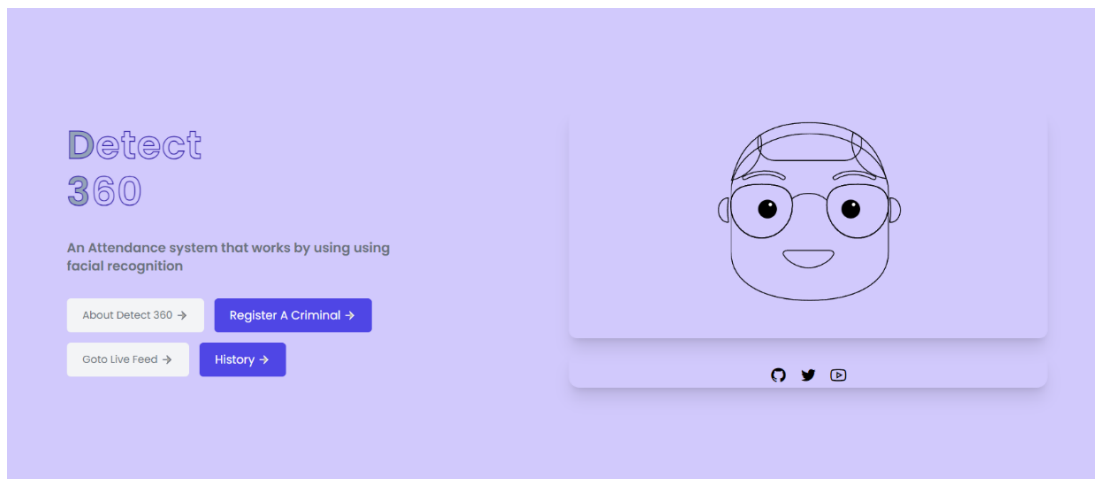 Detect
360
An Attendance system that works by using using
facial recognition
About Detect 360 →
Register A Criminal →
Goto Live Feed →
History →